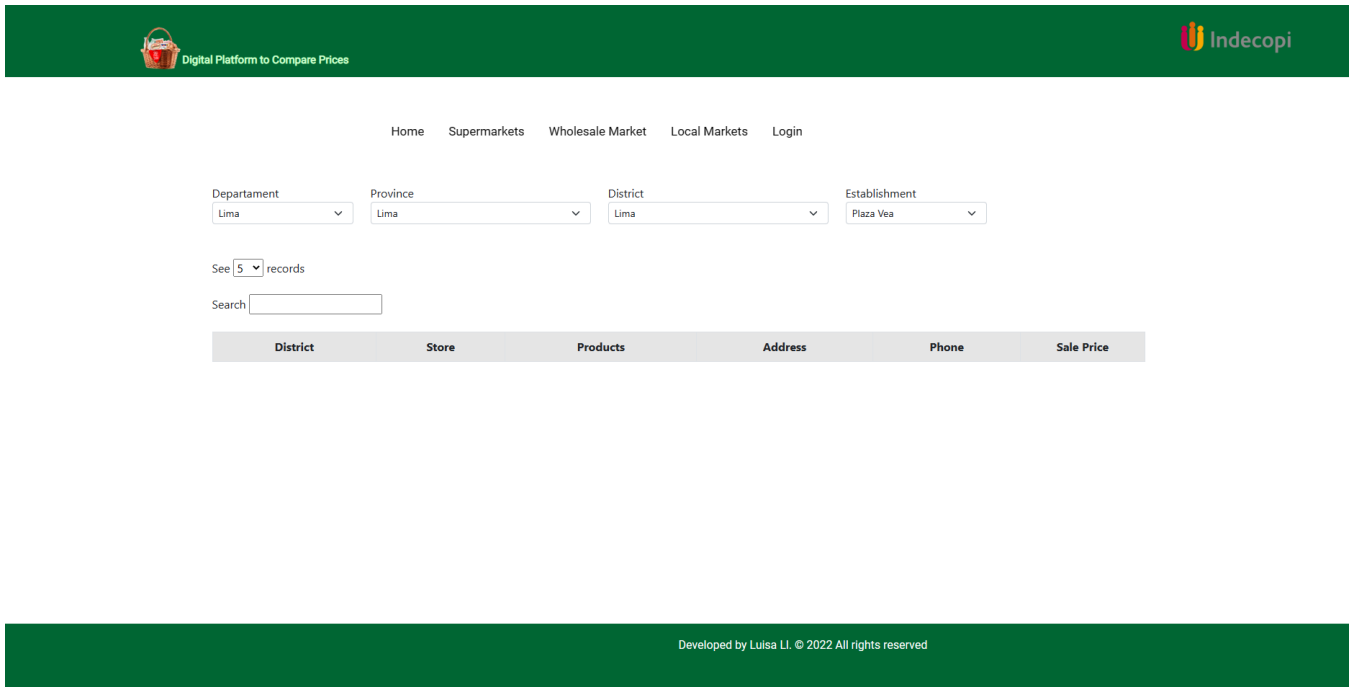 Digital Platform to Compare Prices
Indecopi
Home Supermarkets Wholesale Market Local Markets Login
Departament Province District Establishment
Lima Lima Lima Plaza Vea
See 5 records
Search
District Store Products Address Phone Sale Price
Developed by Luisa Ll. © 2022 All rights reserved